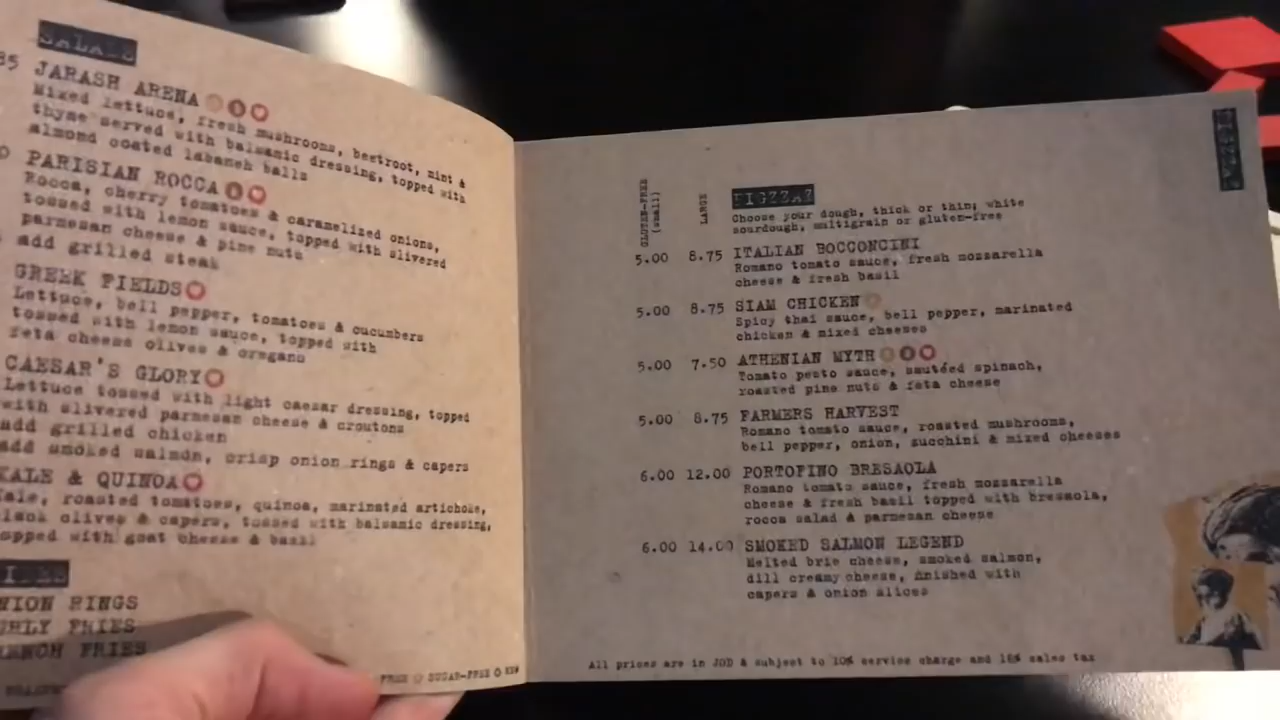 SALADS
85 JARASH ARENA
Mixed lettuce, fresh mushrooms, beetroot, mint &
thyme served with balsamic dressing, topped with
almond coated labaneh balls
PARISIAN ROCCA
Rocca, cherry tomatoes & caramelized onions,
tossed with lemon sauce, topped with slivered
parmesan cheese & pine nuts
add grilled steak
GREEK FIELDS
Lettuce, bell pepper, tomatoes & cucumbers
tossed with lemon sauce, topped with
feta cheese olives & oregano
CAESAR'S GLORY
Lettuce tossed with light caesar dressing, topped
with slivered parmesan cheese & croutons
add grilled chicken
add smoked salmon, crisp onion rings & capers
KALE & QUINOA
Kale, roasted tomatoes, quinoa, marinated artichoke,
black olives & capers, tossed with balsamic dressing,
topped with goat cheese & basil
NION RINGS
URLY FRIES
RENCH FRIES
FREE SUGAR-FREE NEW
FIGZZAZ
GLUTEN-FREE (small)
LARGE
FIGZZAZ
Choose your dough, thick or thin; white
sourdough, multigrain or gluten-free
5.00 8.75 ITALIAN BOCCONCINI
Romano tomato sauce, fresh mozzarella
cheese & fresh basil
5.00 8.75 SIAM CHICKEN
Spicy thai sauce, bell pepper, marinated
chicken & mixed cheeses
5.00 7.50 ATHENIAN MYTH
Tomato pesto sauce, sautéed spinach,
roasted pine nuts & feta cheese
5.00 8.75 FARMERS HARVEST
Romano tomato sauce, roasted mushrooms,
bell pepper, onion, zucchini & mixed cheeses
6.00 12.00 PORTOFINO BRESAOLA
Romano tomato sauce, fresh mozzarella
cheese & fresh basil topped with bresaola,
rocca salad & parmesan cheese
6.00 14.00 SMOKED SALMON LEGEND
Melted brie cheese, smoked salmon,
dill creamy cheese, finished with
capers & onion slices
All prices are in JOD & subject to 10% service charge and 16% sales tax